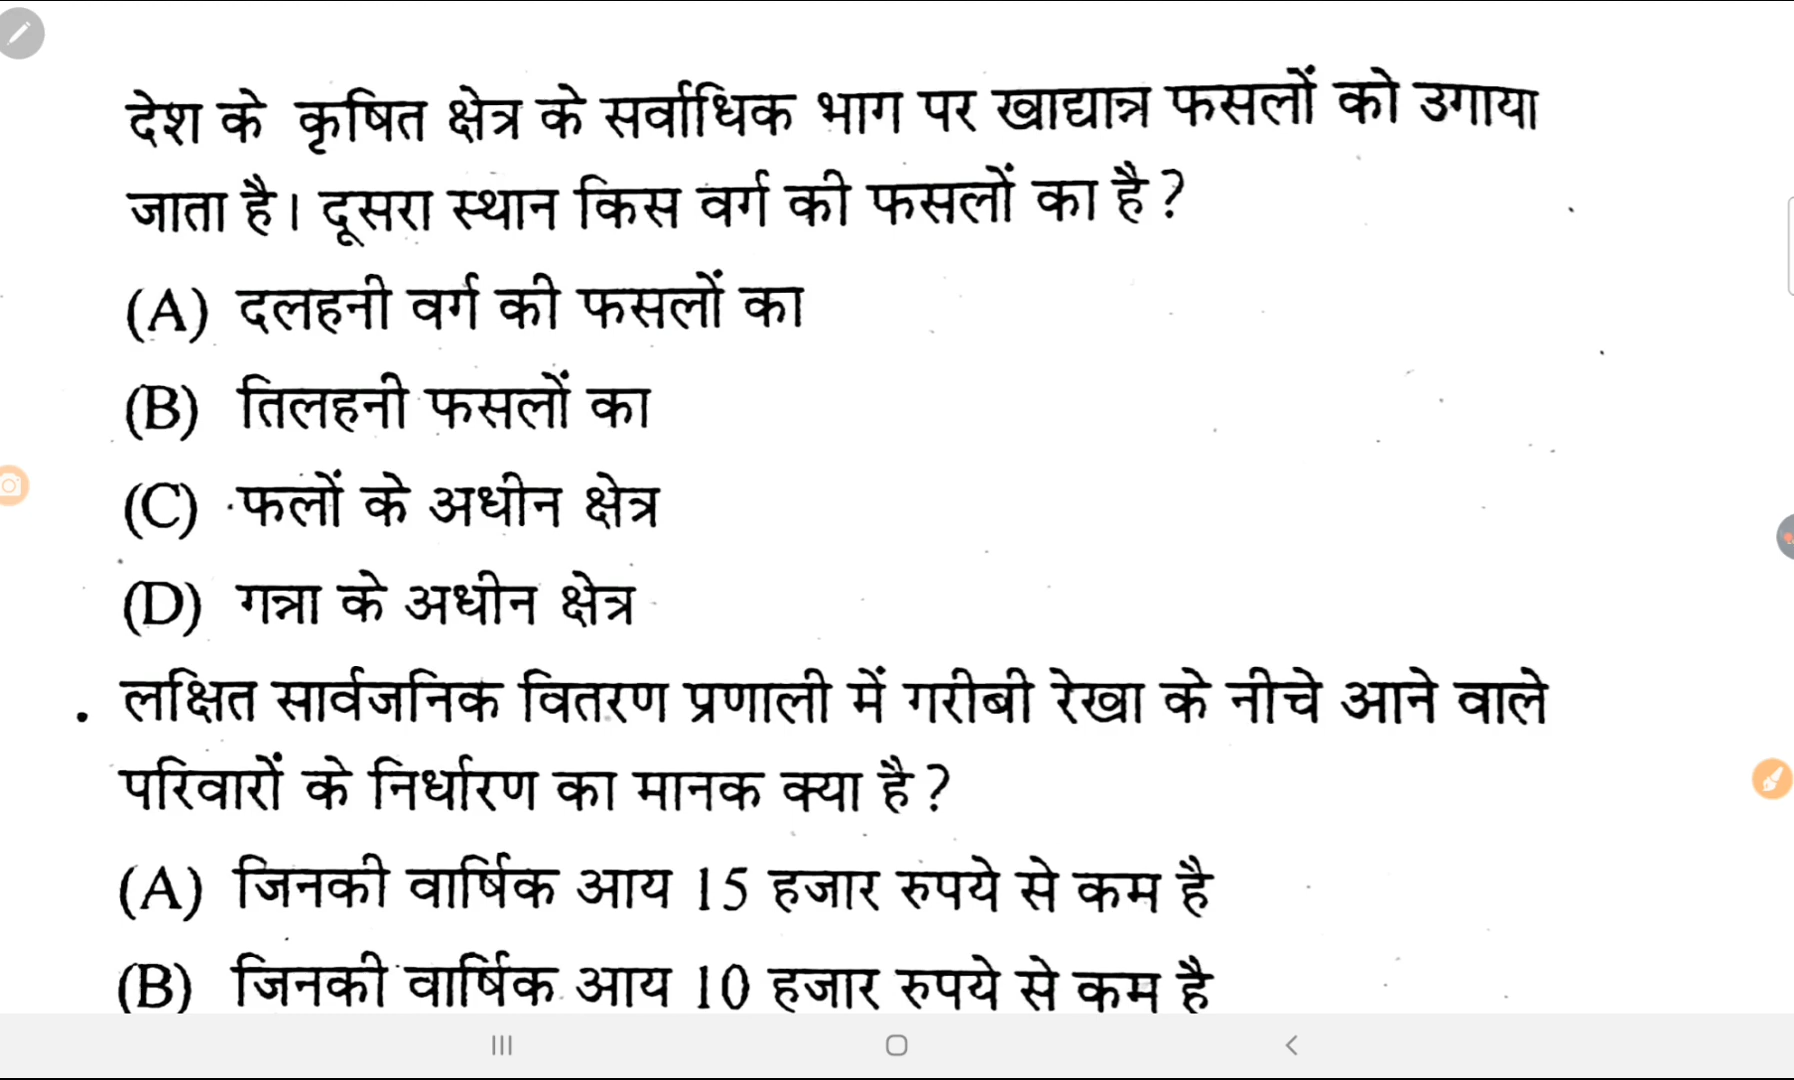 देश के कृषित क्षेत्र के सर्वाधिक भाग पर खाद्यान्न फसलों को उगाया
जाता है। दूसरा स्थान किस वर्ग की फसलों का है?
(A) दलहनी वर्ग की फसलों का
(B) तिलहनी फसलों का
(C) फलों के अधीन क्षेत्र
(D) गन्ना के अधीन क्षेत्र
. लक्षित सार्वजनिक वितरण प्रणाली में गरीबी रेखा के नीचे आने वाले
परिवारों के निर्धारण का मानक क्या है?
(A) जिनकी वार्षिक आय 15 हजार रुपये से कम है
(B) जिनकी वार्षिक आय 10 हजार रुपये से कम है